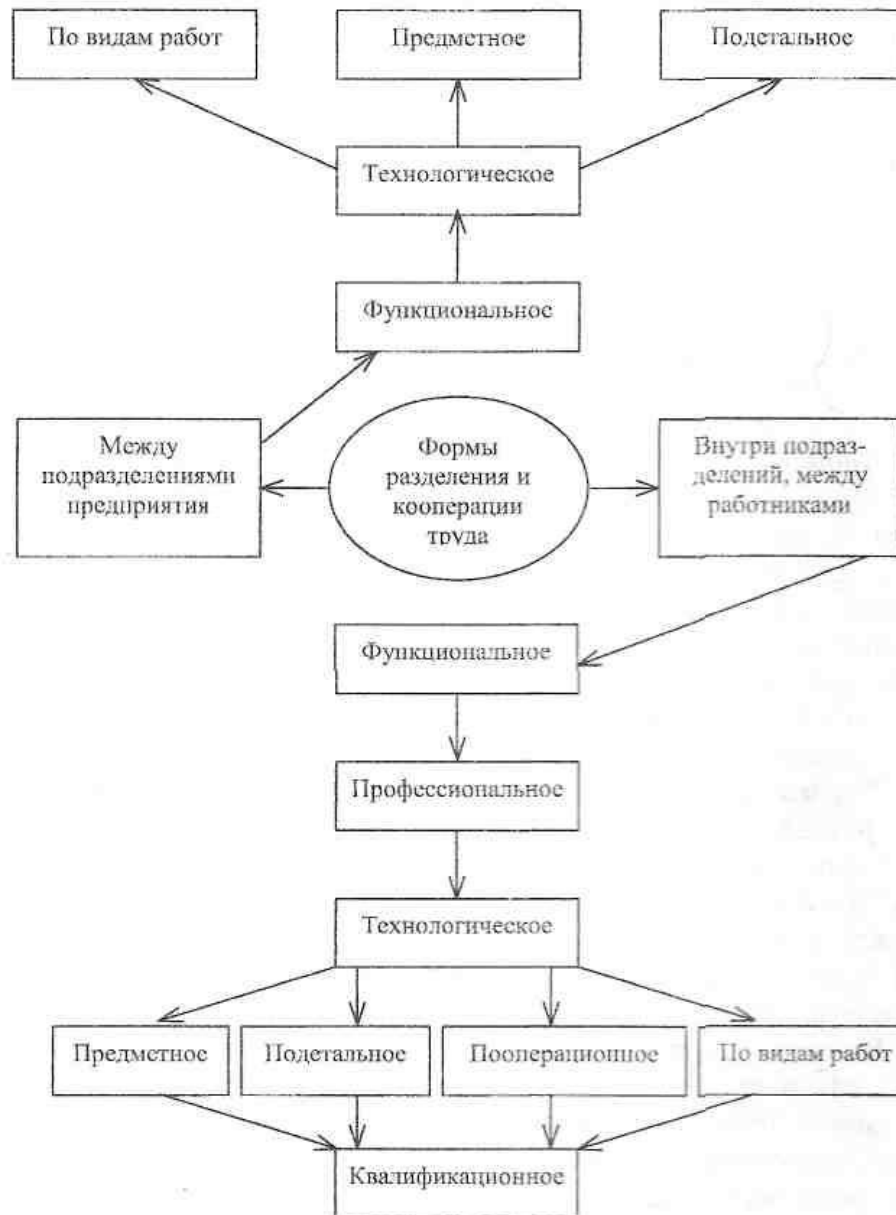 По видам работ
Предметное
Подетальное
Технологическое
Функциональное
Между
подразделениями
предприятия
Формы
разделения и
кооперации
труда
Внутри подраз-
делений, между
работниками
Функциональное
Профессиональное
Технологическое
Предметное
Подетальное
Пооперационное
По видам работ
Квалификационное